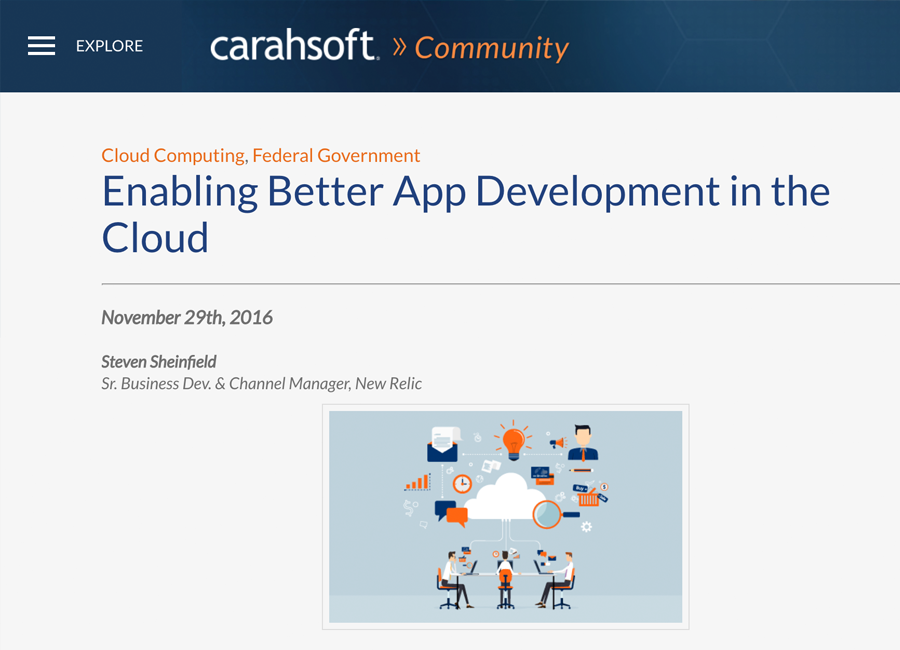 EXPLORE
carahsoft. » Community
Cloud Computing, Federal Government
Enabling Better App Development in the
Cloud
November 29th, 2016
Steven Sheinfield
Sr. Business Dev. & Channel Manager, New Relic